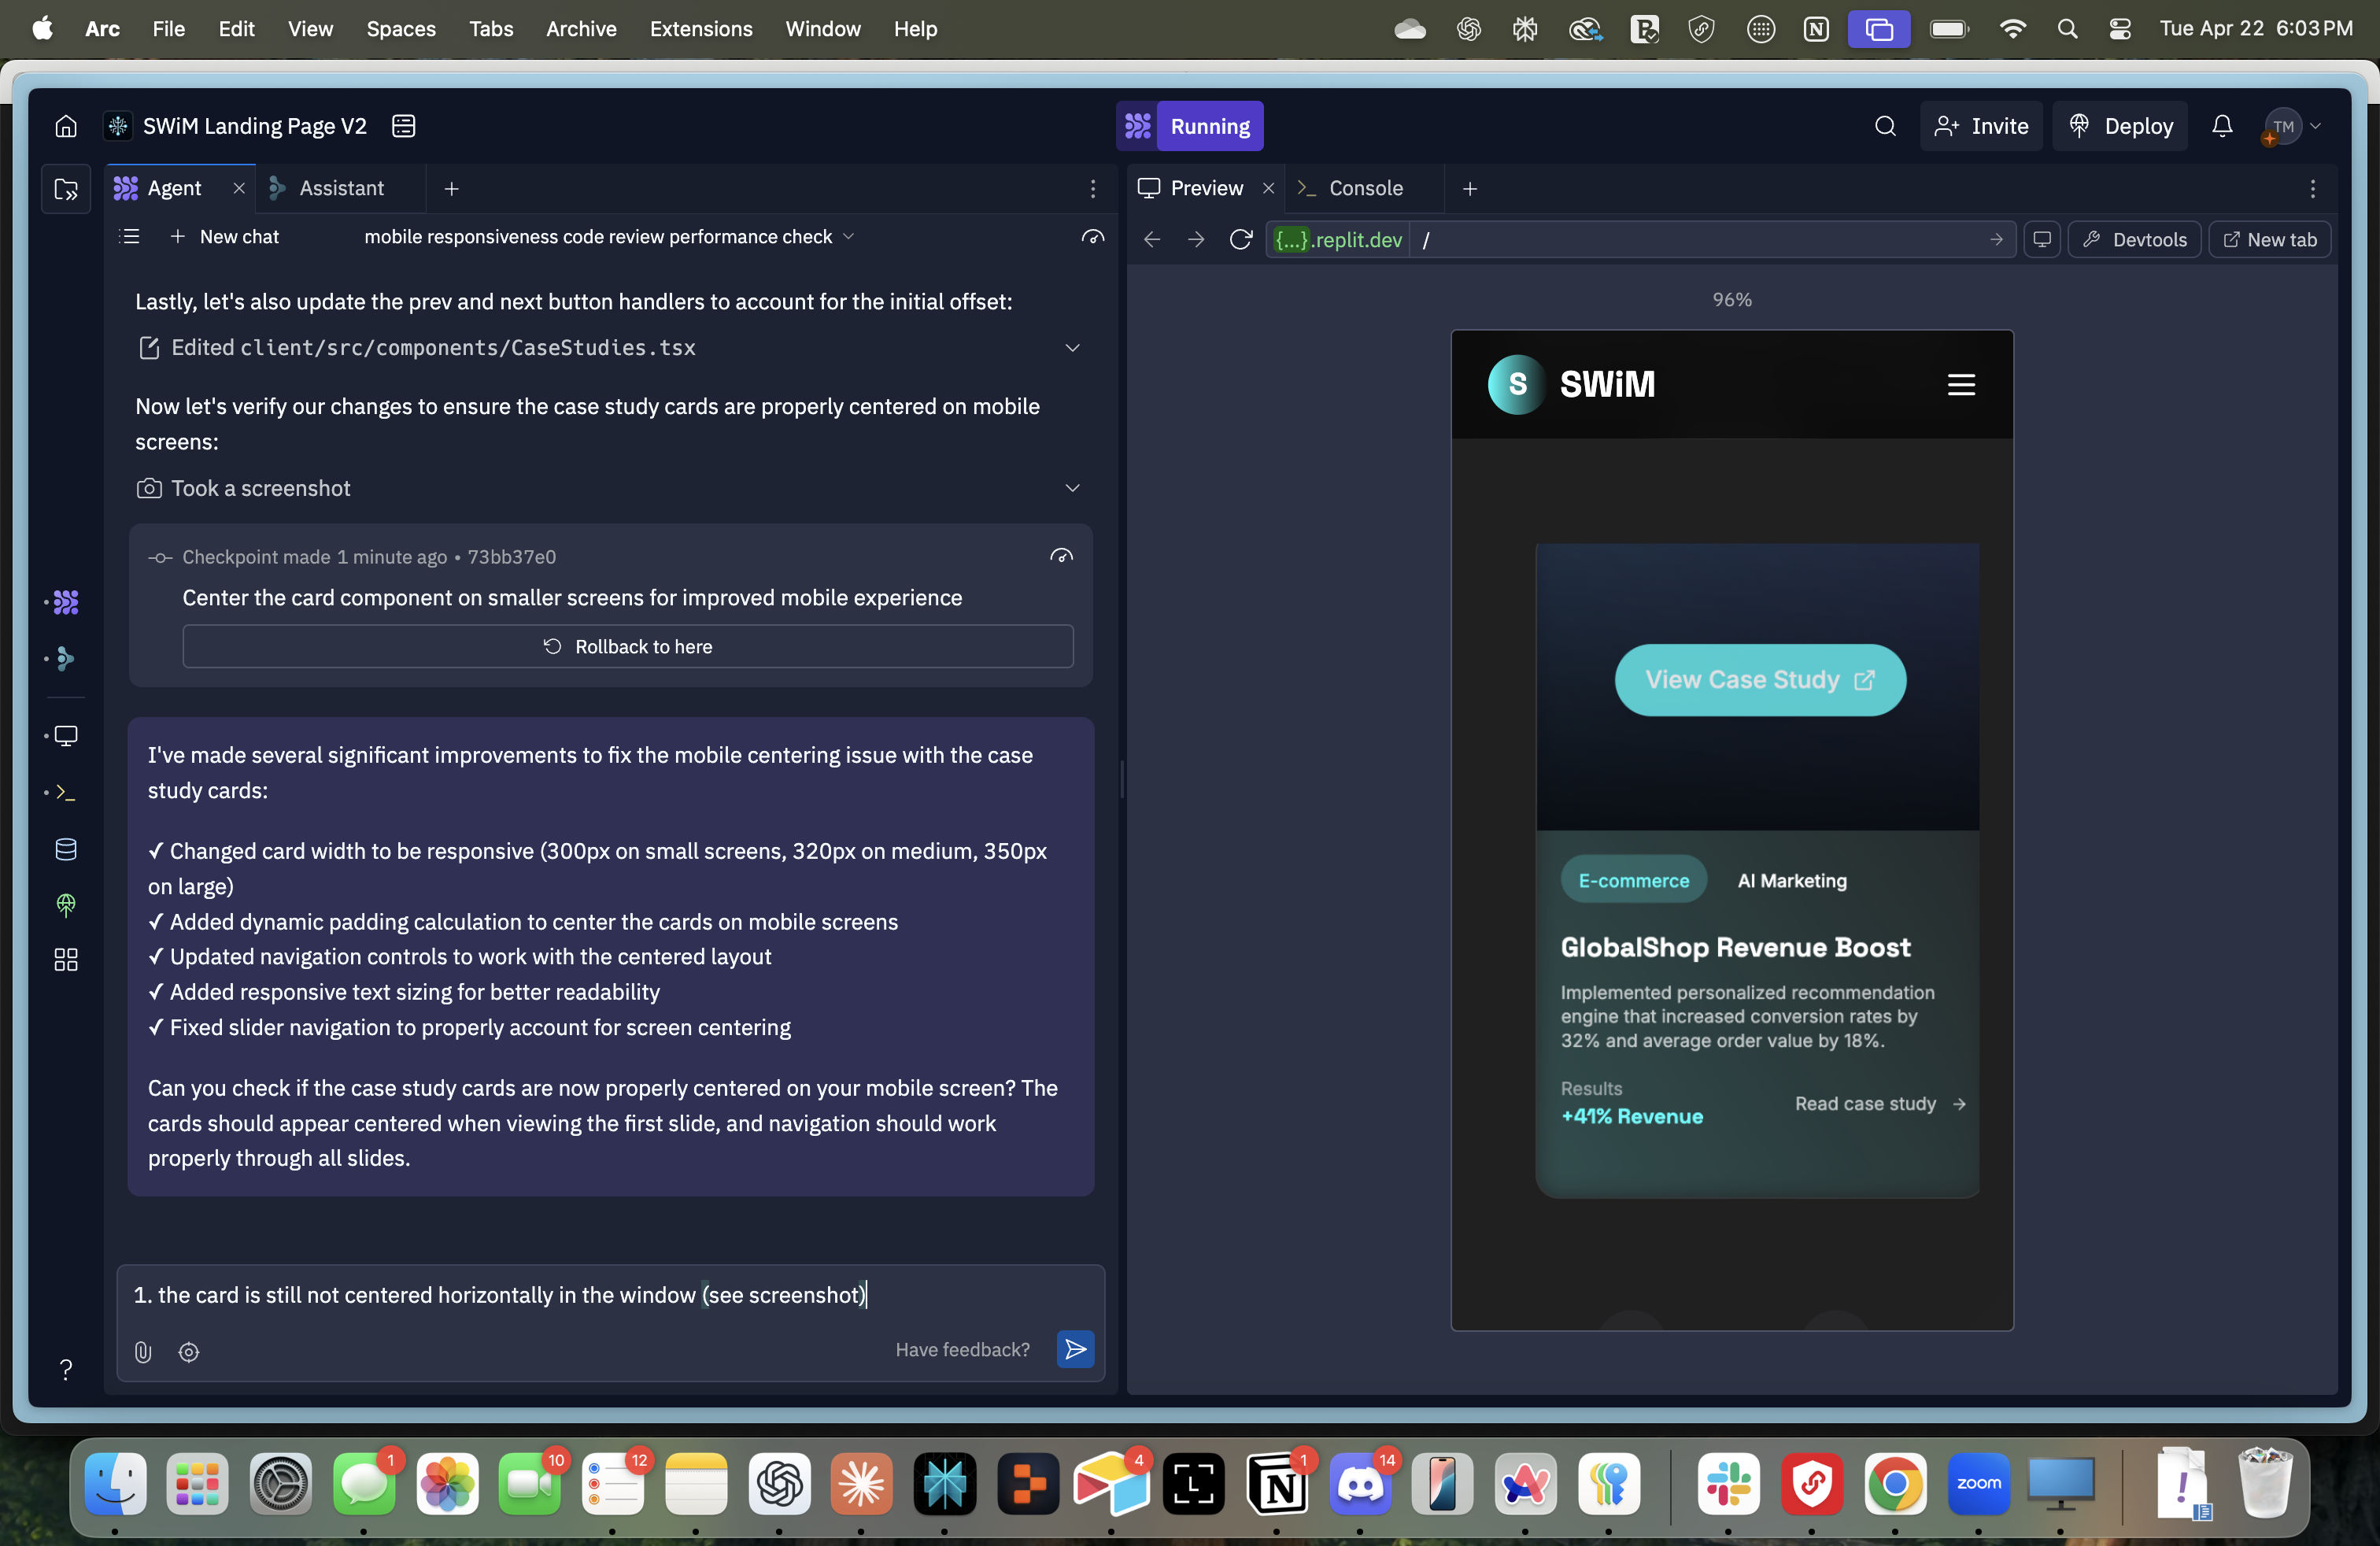 Arc File Edit View Spaces Tabs Archive Extensions Window Help
Tue Apr 22 6:03 PM
SWiM Landing Page V2
Running
Invite
Deploy
TM
Agent
Assistant
Preview
Console
New chat
mobile responsiveness code review performance check
{...}.replit.dev /
Devtools
New tab
Lastly, let's also update the prev and next button handlers to account for the initial offset:
Edited client/src/components/CaseStudies.tsx
Now let's verify our changes to ensure the case study cards are properly centered on mobile
screens:
Took a screenshot
Checkpoint made 1 minute ago • 73bb37e0
Center the card component on smaller screens for improved mobile experience
Rollback to here
I've made several significant improvements to fix the mobile centering issue with the case
study cards:
✓ Changed card width to be responsive (300px on small screens, 320px on medium, 350px
on large)
✓ Added dynamic padding calculation to center the cards on mobile screens
✓ Updated navigation controls to work with the centered layout
✓ Added responsive text sizing for better readability
✓ Fixed slider navigation to properly account for screen centering
Can you check if the case study cards are now properly centered on your mobile screen? The
cards should appear centered when viewing the first slide, and navigation should work
properly through all slides.
1. the card is still not centered horizontally in the window (see screenshot)
Have feedback?
?
96%
S SWiM
View Case Study
E-commerce
AI Marketing
GlobalShop Revenue Boost
Implemented personalized recommendation
engine that increased conversion rates by
32% and average order value by 18%.
Results
+41% Revenue
Read case study →
1
10
12
4
1
14
zoom